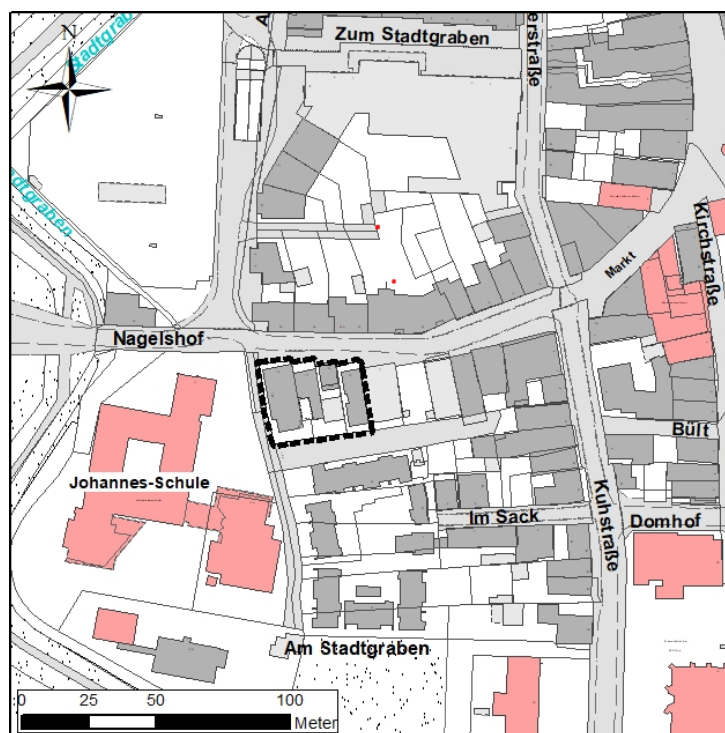 N
Stadtgraben
A
Zum Stadtgraben
erstraße
adtgraben
Kirchstraße
Markt
Nagelshof
Bült
Johannes-Schule
Im Sack
Kuhstraße
Domhof
Am Stadtgraben
0 25 50 100
Meter